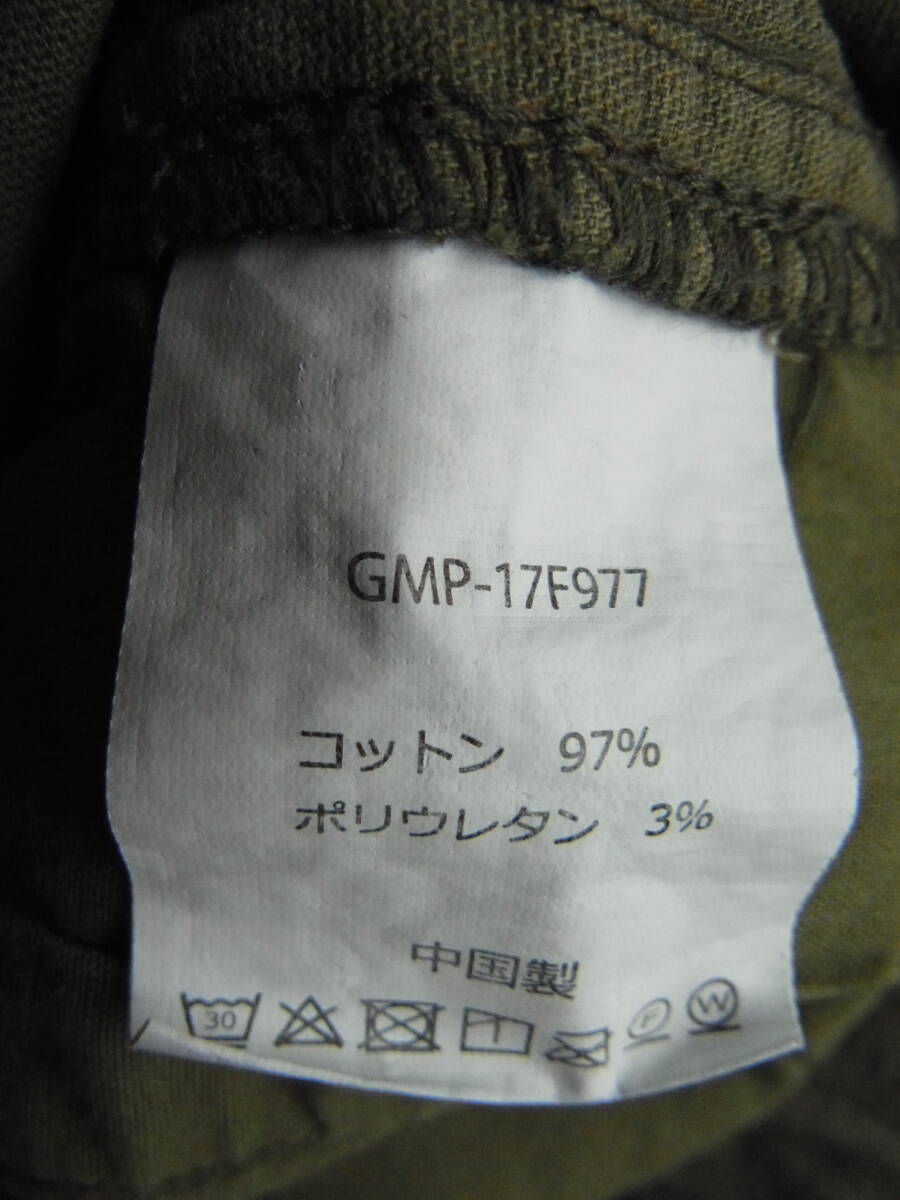 GMP-17F977
コットン 97%
ポリウレタン 3%
中国製
30 F W